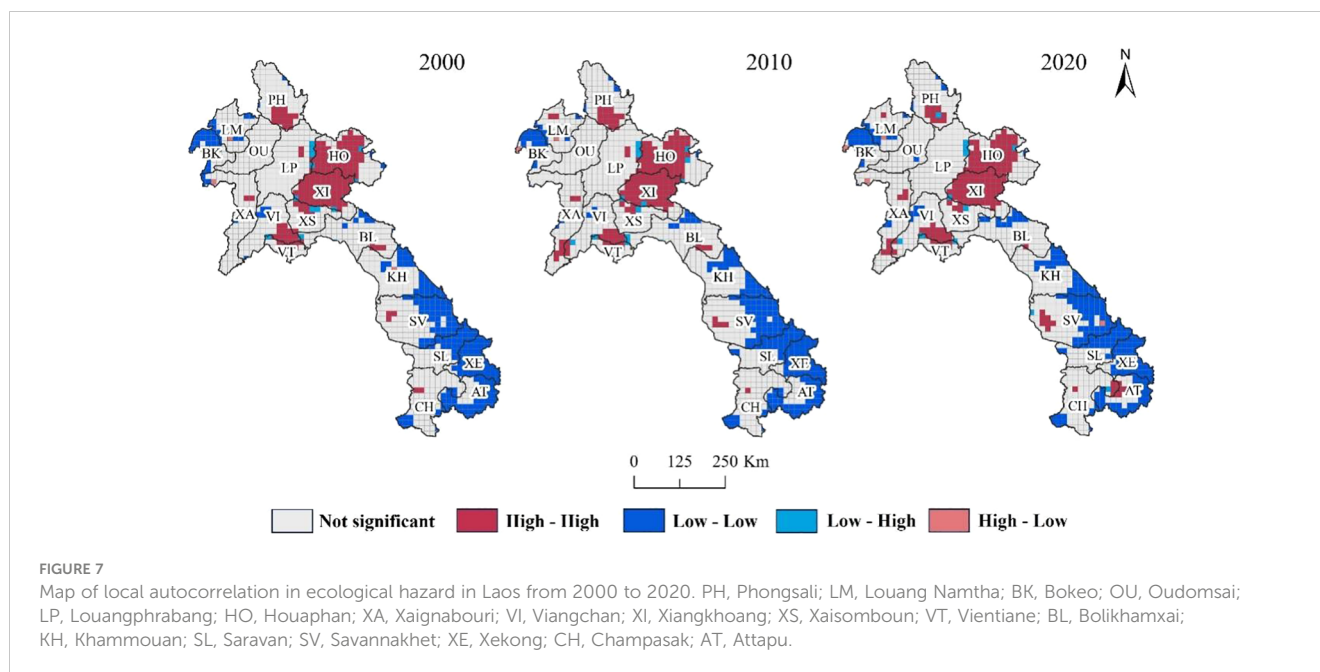 2000
2010
2020
N
PH
LM
BK
OU
LP
HO
XI
XA
VI
XS
VT
BL
KH
SV
SL
XE
AT
CH
PH
LM
BK
OU
LP
HO
XI
XA
VI
XS
VT
BL
KH
SV
SL
XE
AT
CH
PH
LM
BK
OU
LP
HO
XI
XA
VI
XS
VT
BL
KH
SV
SL
XE
AT
CH
0 125 250 Km
Not significant High - High Low - Low Low - High High - Low
FIGURE 7
Map of local autocorrelation in ecological hazard in Laos from 2000 to 2020. PH, Phongsali; LM, Louang Namtha; BK, Bokeo; OU, Oudomsai;
LP, Louangphrabang; HO, Houaphan; XA, Xaignabouri; VI, Viangchan; XI, Xiangkhoang; XS, Xaisomboun; VT, Vientiane; BL, Bolikhamxai;
KH, Khammouan; SL, Saravan; SV, Savannakhet; XE, Xekong; CH, Champasak; AT, Attapu.